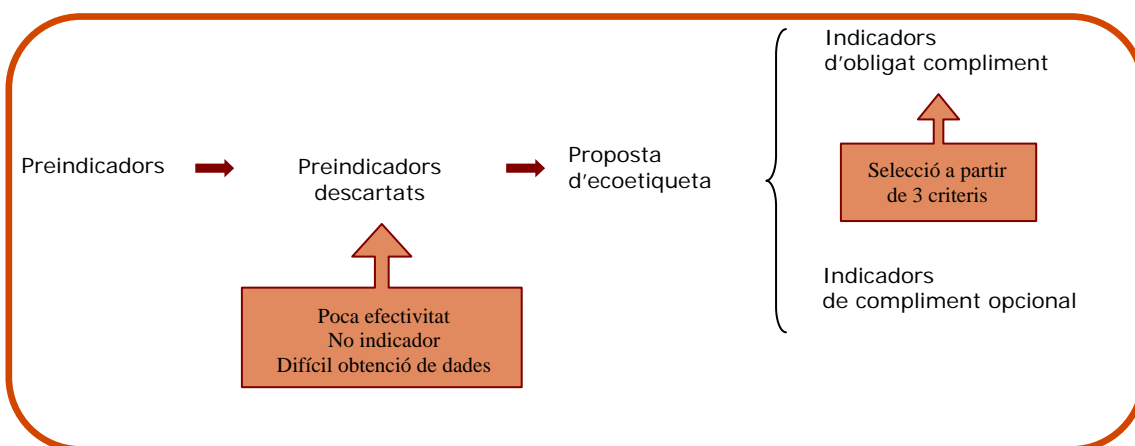 Preindicadors
Preindicadors
descartats
Poca efectivitat
No indicador
Difícil obtenció de dades
Proposta
d'ecoetiqueta
Indicadors
d'obligat compliment
Selecció a partir
de 3 criteris
Indicadors
de compliment opcional